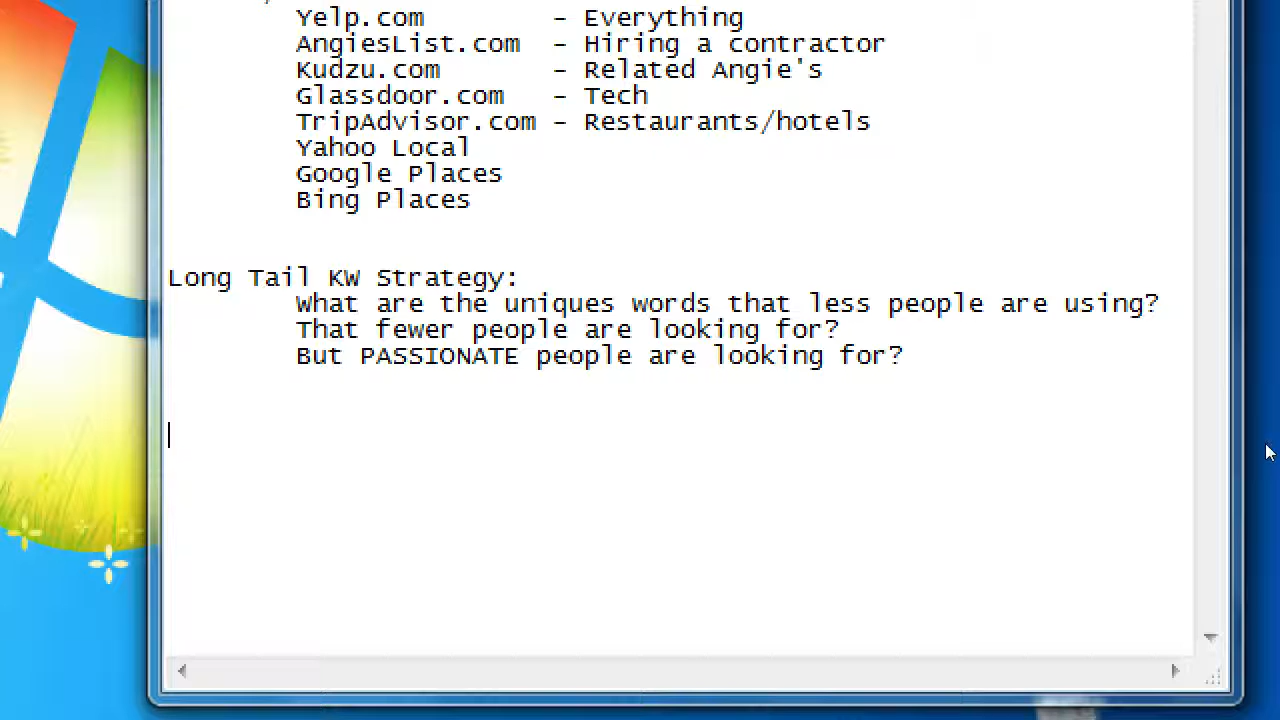 Yelp.com - Everything
AngiesList.com - Hiring a contractor
Kudzu.com - Related Angie's
Glassdoor.com - Tech
TripAdvisor.com - Restaurants/hotels
Yahoo Local
Google Places
Bing Places
Long Tail KW Strategy:
What are the uniques words that less people are using?
That fewer people are looking for?
But PASSIONATE people are looking for?